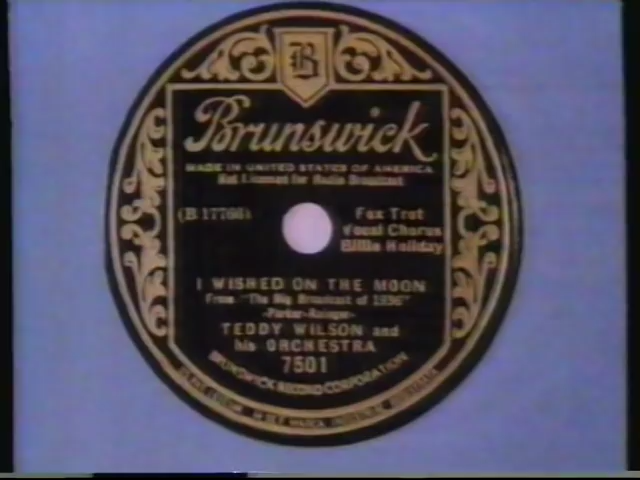 B
Brunswick
MADE IN UNITED STATES OF AMERICA
Not Licensed for Radio Broadcast
(B 17766)
Fox Trot
Vocal Chorus
Billie Holiday
I WISHED ON THE MOON
From "The Big Broadcast of 1936"
-Parker-Rainger-
TEDDY WILSON and
his ORCHESTRA
7501
BRUNSWICK RECORD CORPORATION